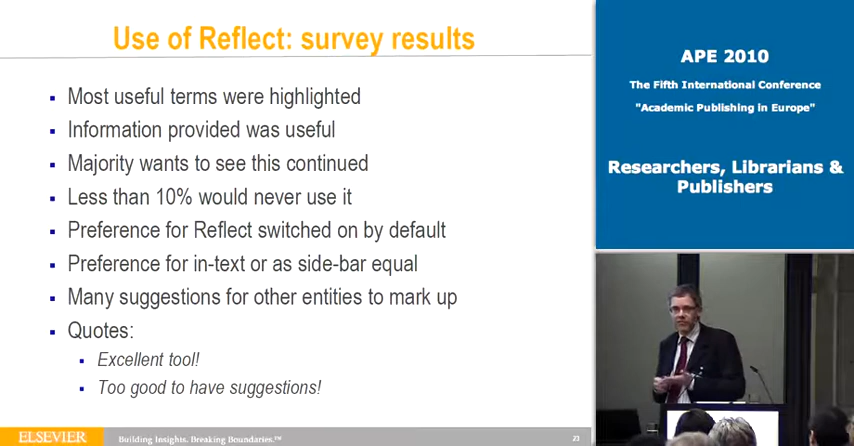 Use of Reflect: survey results
Most useful terms were highlighted
Information provided was useful
Majority wants to see this continued
Less than 10% would never use it
Preference for Reflect switched on by default
Preference for in-text or as side-bar equal
Many suggestions for other entities to mark up
Quotes:
Excellent tool!
Too good to have suggestions!
ELSEVIER
Building Insights. Breaking Boundaries.™
23
APE 2010
The Fifth International Conference
"Academic Publishing in Europe"
Researchers, Librarians &
Publishers